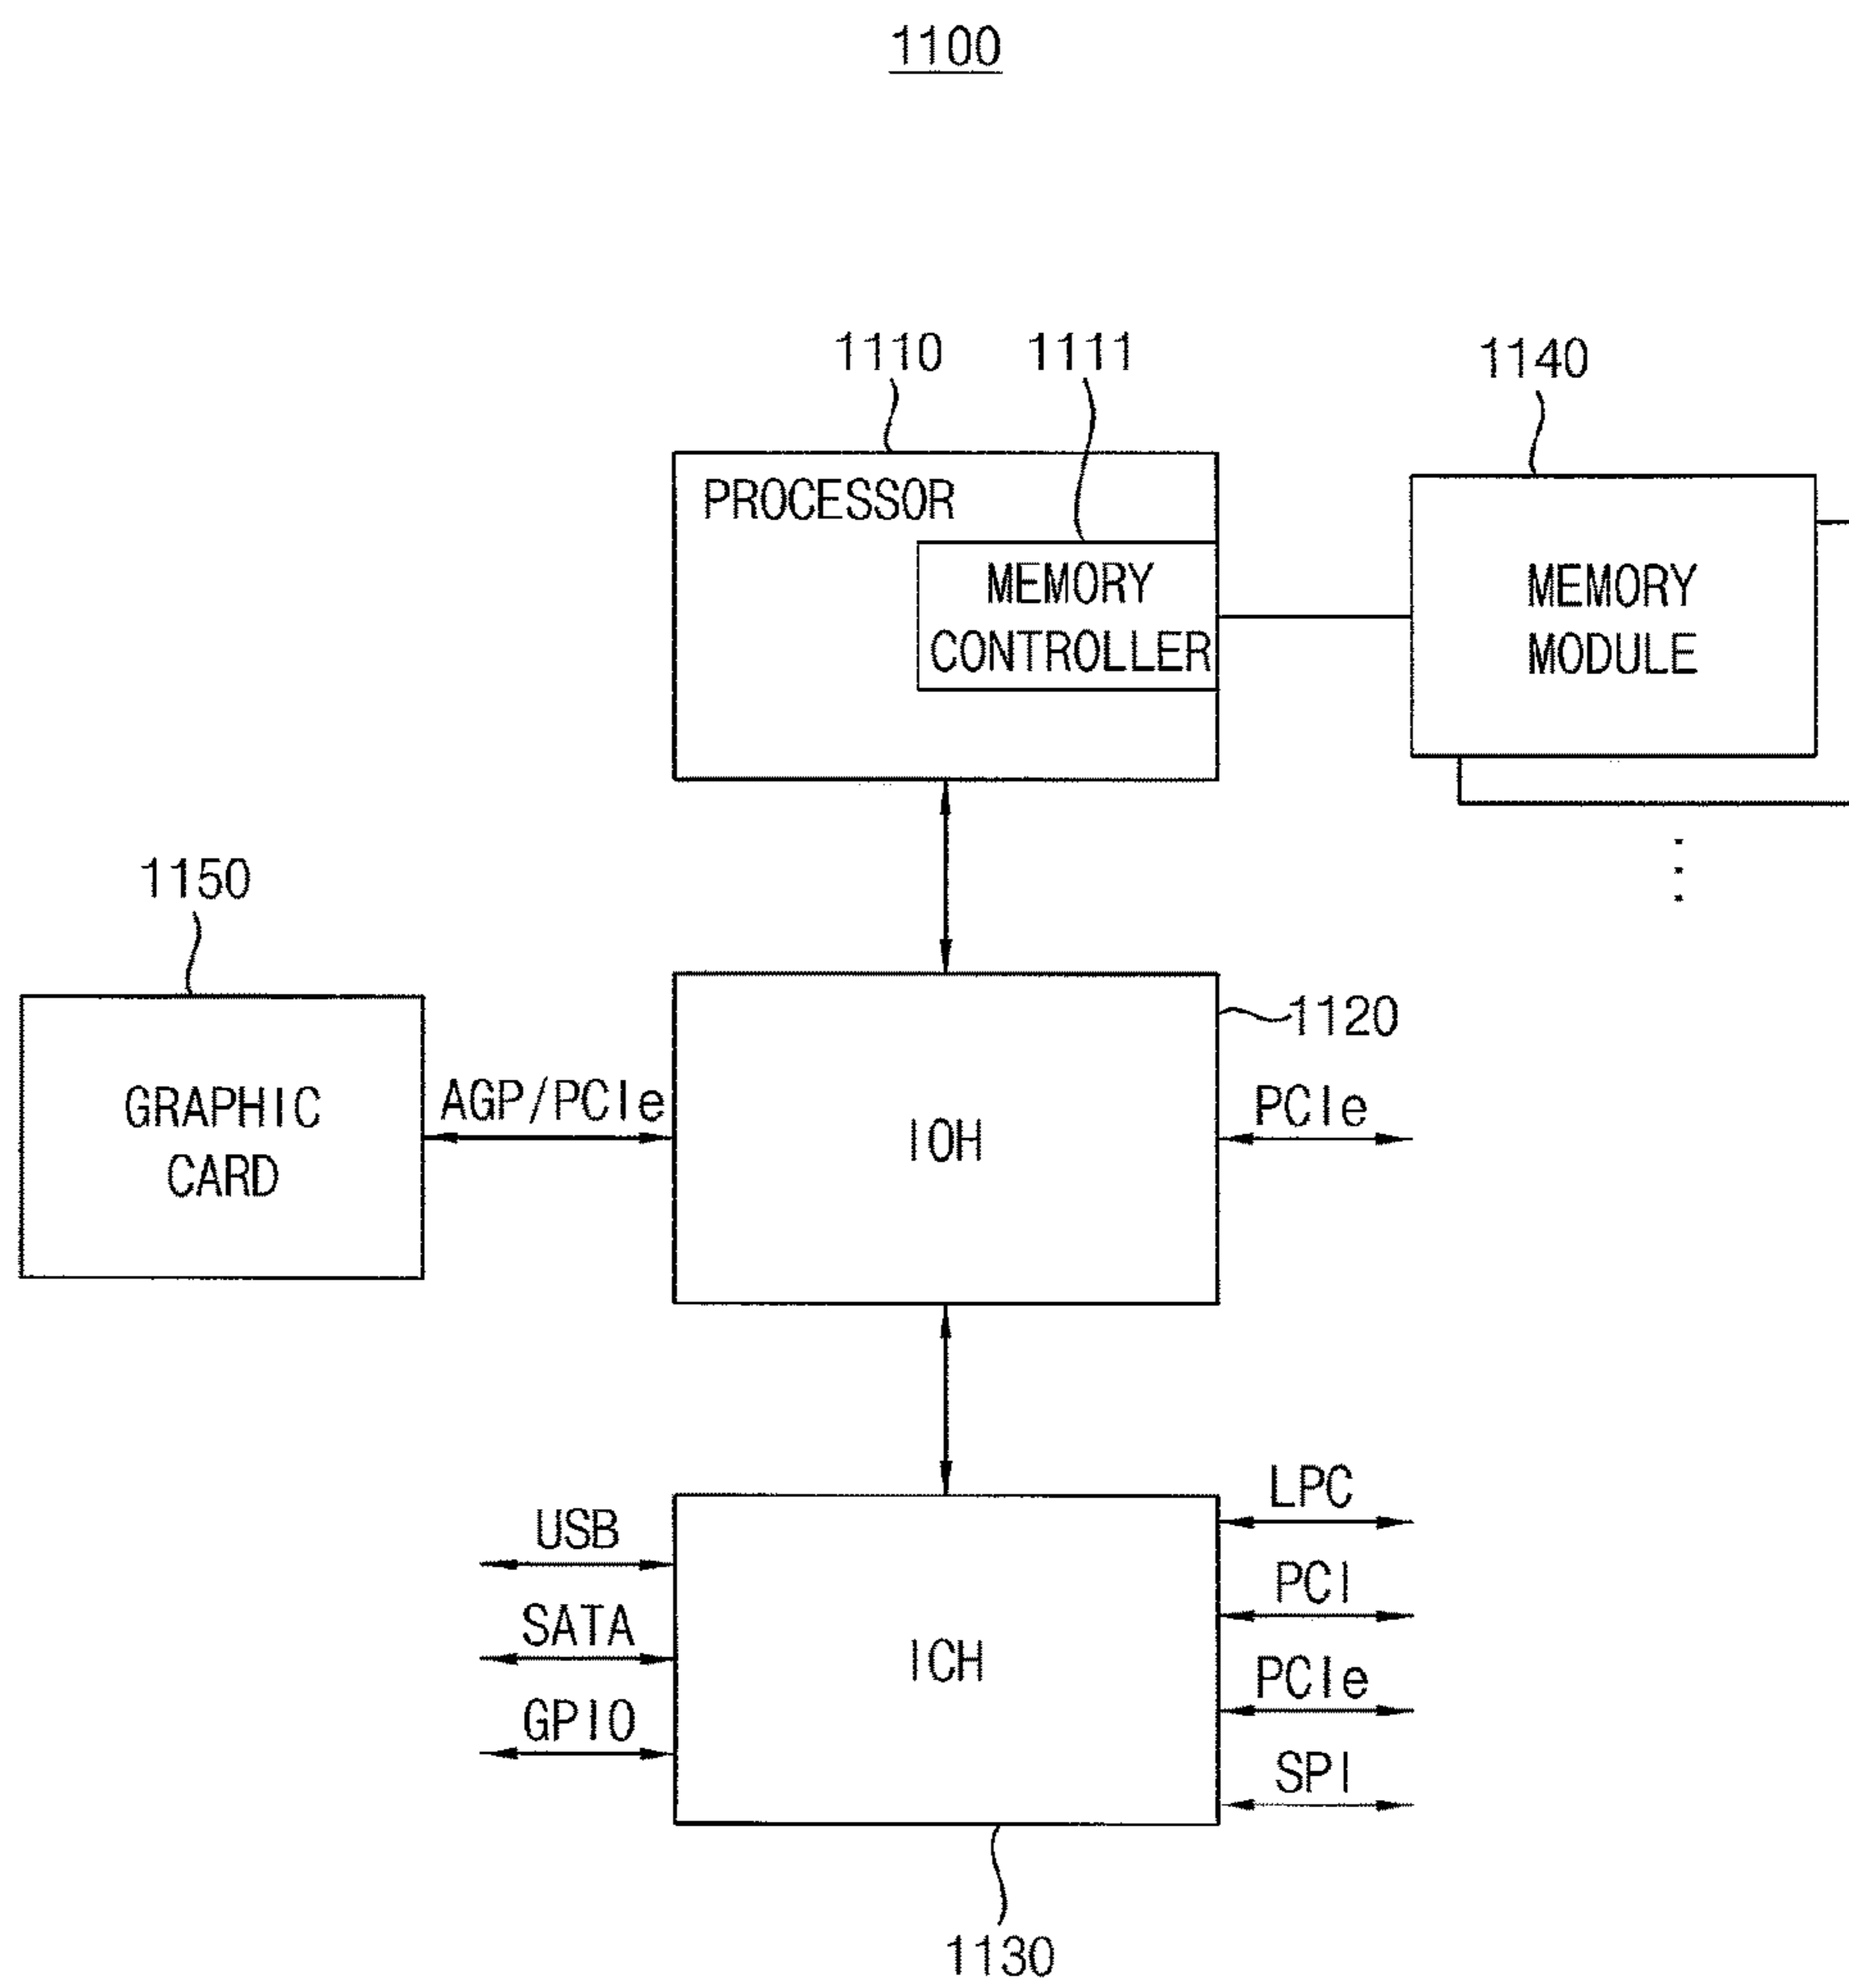 1100
1110
1111
1140
PROCESSOR
MEMORY
CONTROLLER
MEMORY
MODULE
1150
1120
GRAPHIC
CARD
AGP/PCIe
IOH
PCIe
USB
SATA
GPIO
ICH
LPC
PCI
PCIe
SPI
1130